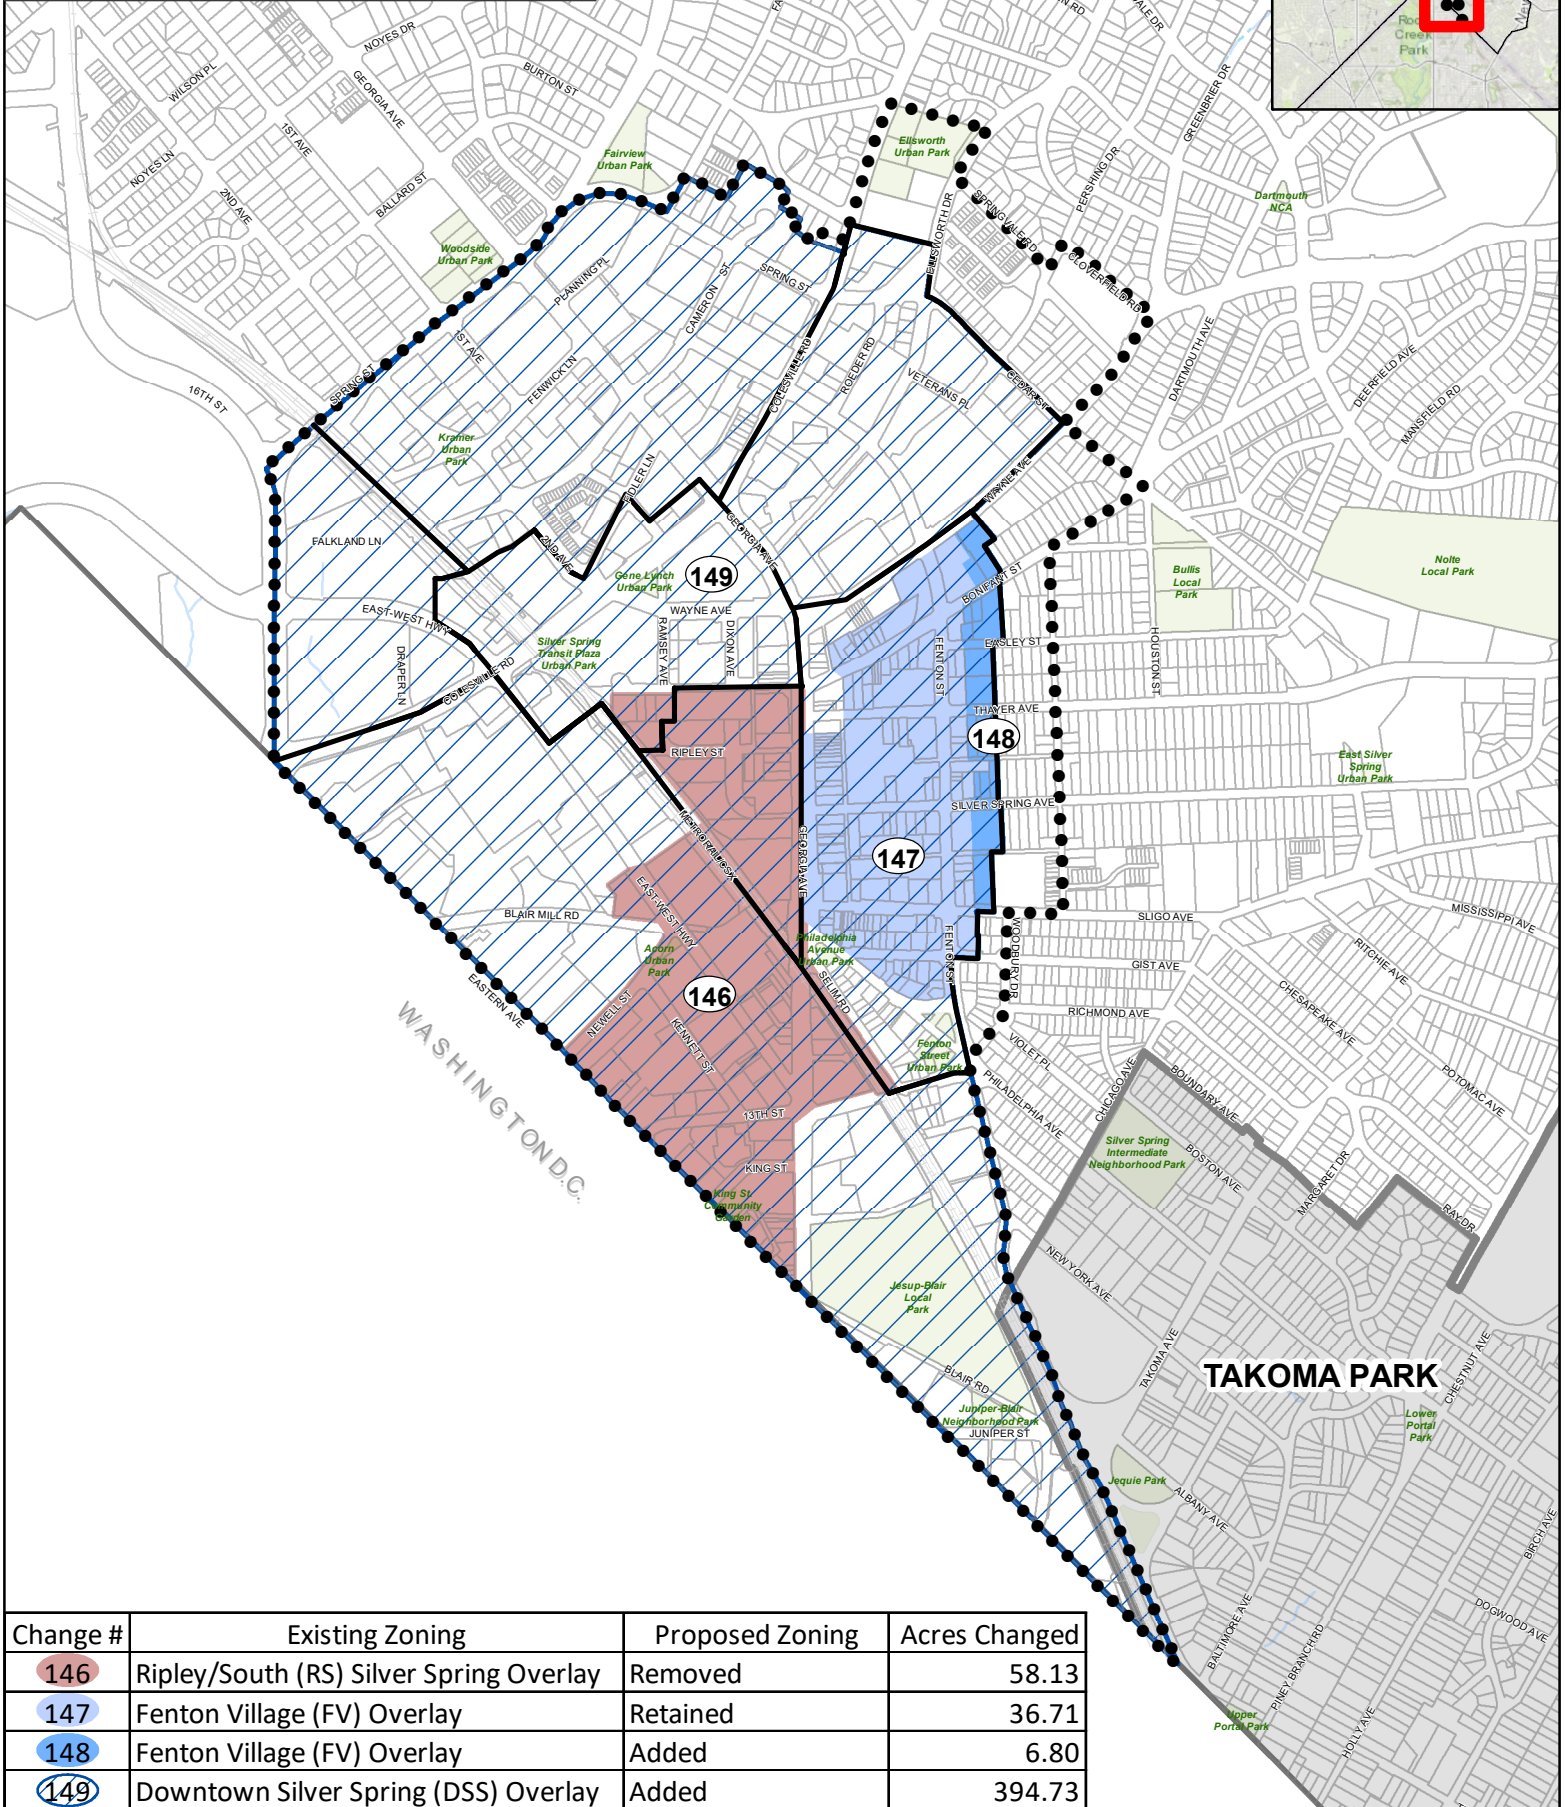 NOYES DR
WILSON PL
GEORGIA AVE
BURTON ST
1ST AVE
NOYES LN
2ND AVE
BALLARD ST
Fairview
Urban Park
Woodside
Urban Park
Ellsworth
Urban Park
ELLSWORTH DR
SPRINGVALE RD
PERSHING DR
GREENBRIER DR
Rock
Creek
Park
Dartmouth
NCA
CLOVERFIELD RD
DARTMOUTH AVE
DEERFIELD AVE
MANSFIELD RD
PLANNING PL
CAMERON ST
SPRING ST
1ST AVE
FENWICK LN
COLESVILLE RD
ROEDER RD
VETERANS PL
CEDAR ST
SPRING ST
16TH ST
Kramer
Urban
Park
FIDLER LN
WAYNE AVE
FALKLAND LN
2ND AVE
GEORGIA AVE
149
Gene Lynch
Urban Park
WAYNE AVE
EAST-WEST HWY
DRAPER LN
COLESVILLE RD
Silver Spring
Transit Plaza
Urban Park
RAMSEY AVE
DIXON AVE
BONIFANT ST
FENTON ST
EASLEY ST
Bullis
Local
Park
Nolte
Local Park
HOUSTON ST
THAYER AVE
148
East Silver
Spring
Urban Park
RIPLEY ST
SILVER SPRING AVE
GEORGIA AVE
147
METRORAIL/CSX
EAST-WEST HWY
BLAIR MILL RD
Acorn
Urban
Park
Philadelphia
Avenue
Urban Park
SELIM RD
FENTON ST
WOODBURY DR
SLIGO AVE
MISSISSIPPI AVE
GIST AVE
RITCHIE AVE
CHESAPEAKE AVE
RICHMOND AVE
146
EASTERN AVE
NEWELL ST
KENNETT ST
Fenton
Street
Urban Park
VIOLET PL
PHILADELPHIA AVE
CHICAGO AVE
BOUNDARY AVE
POTOMAC AVE
WASHINGTON D.C.
13TH ST
KING ST
King St
Community
Garden
Silver Spring
Intermediate
Neighborhood Park
BOSTON AVE
MARGARET DR
RAY DR
NEW YORK AVE
Jesup-Blair
Local
Park
TAKOMA AVE
TAKOMA PARK
CHESTNUT AVE
BLAIR RD
Juniper-Blair
Neighborhood Park
JUNIPER ST
Lower
Portal
Park
Jequie Park
ALBANY AVE
BIRCH AVE
DOGWOOD AVE
BALTIMORE AVE
PINEY BRANCH RD
HOLLY AVE
Upper
Portal Park
Change # Existing Zoning Proposed Zoning Acres Changed
146 Ripley/South (RS) Silver Spring Overlay Removed 58.13
147 Fenton Village (FV) Overlay Retained 36.71
148 Fenton Village (FV) Overlay Added 6.80
149 Downtown Silver Spring (DSS) Overlay Added 394.73